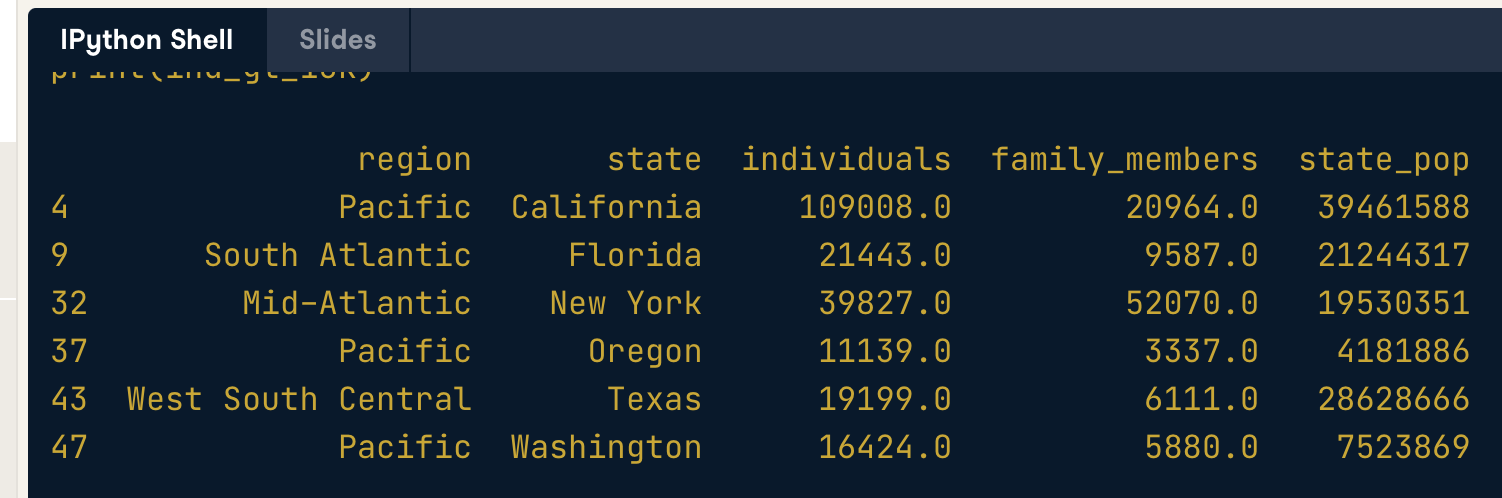 IPython Shell Slides
print(ind_gt_10k)
region state individuals family_members state_pop
4 Pacific California 109008.0 20964.0 39461588
9 South Atlantic Florida 21443.0 9587.0 21244317
32 Mid-Atlantic New York 39827.0 52070.0 19530351
37 Pacific Oregon 11139.0 3337.0 4181886
43 West South Central Texas 19199.0 6111.0 28628666
47 Pacific Washington 16424.0 5880.0 7523869